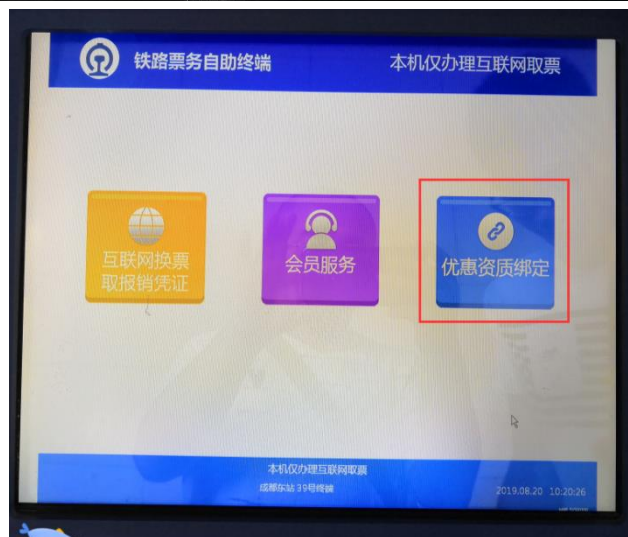 铁路票务自助终端
本机仅办理互联网取票
互联网换票
取报销凭证
会员服务
优惠资质绑定
本机仅办理互联网取票
成都东站 39号终端
2019.08.20 10:20:26